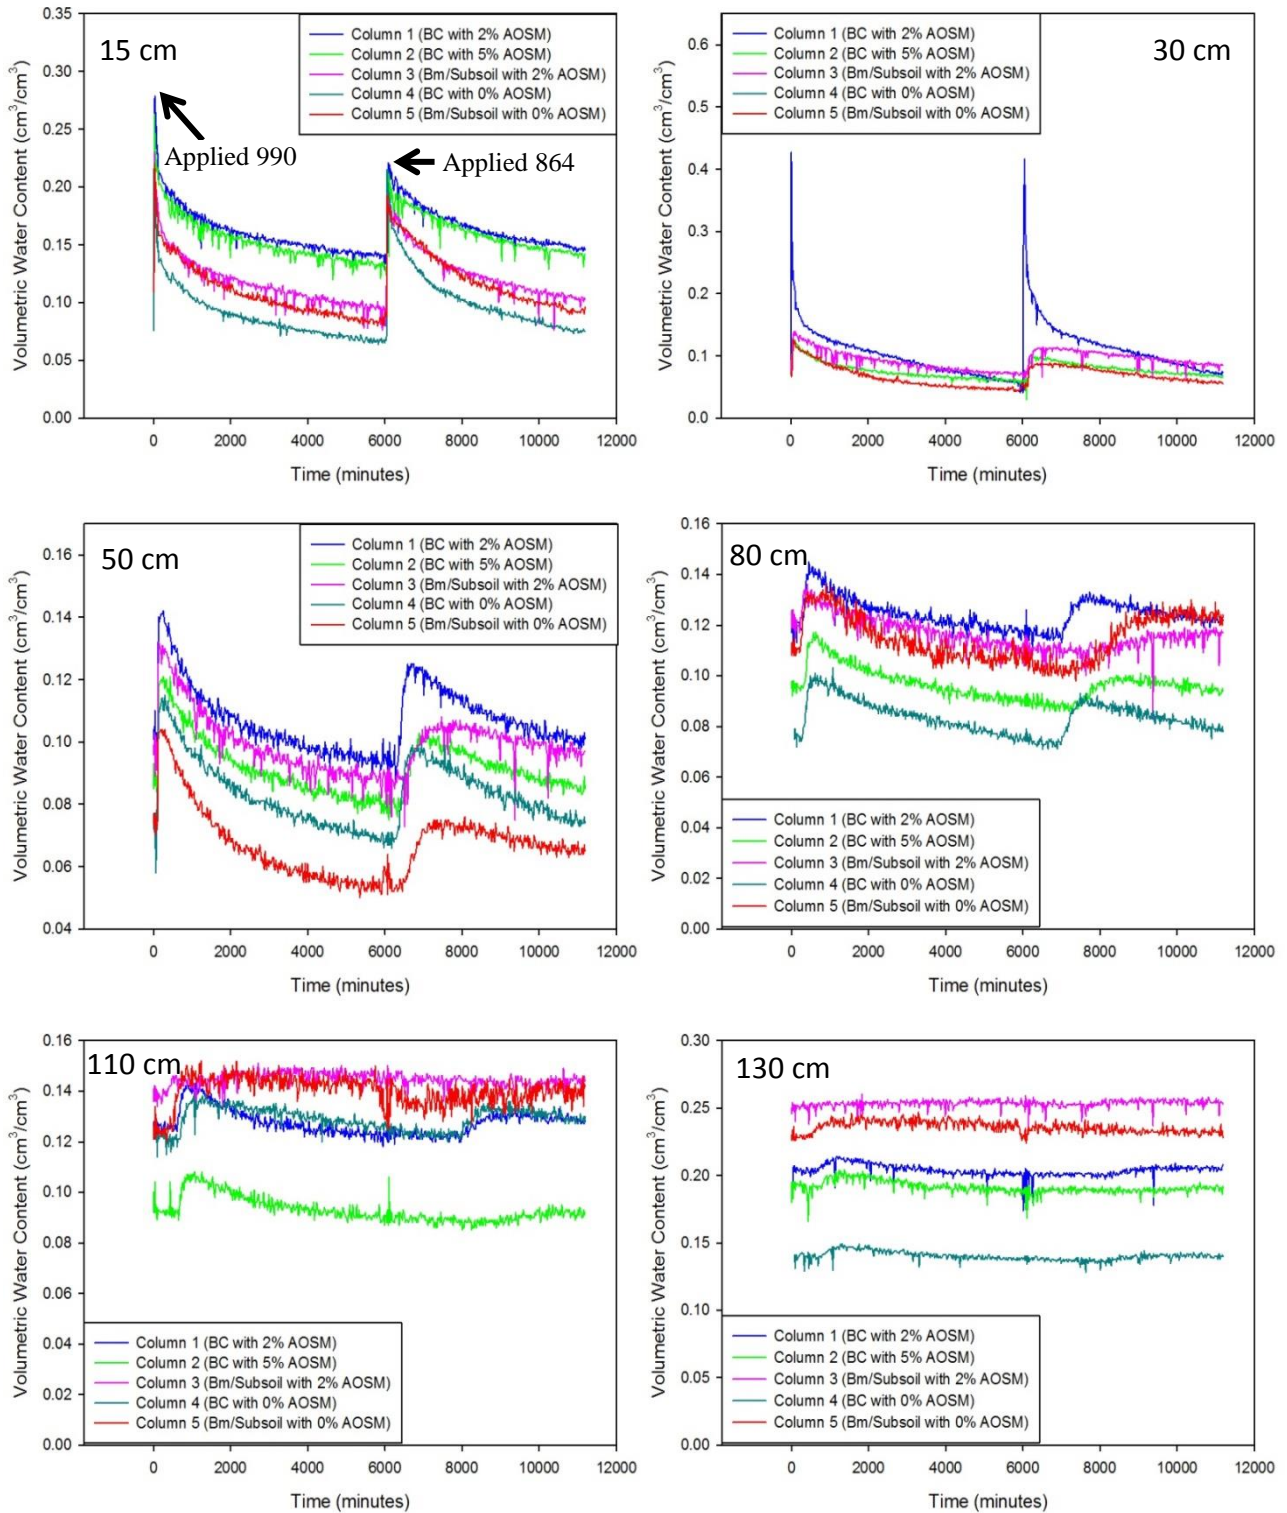 15 cm
Column 1 (BC with 2% AOSM)
Column 2 (BC with 5% AOSM)
Column 3 (Bm/Subsoil with 2% AOSM)
Column 4 (BC with 0% AOSM)
Column 5 (Bm/Subsoil with 0% AOSM)
Applied 990
Applied 864
Volumetric Water Content (cm³/cm³)
0.35
0.30
0.25
0.20
0.15
0.10
0.05
0.00
0 2000 4000 6000 8000 10000 12000
Time (minutes)
30 cm
Column 1 (BC with 2% AOSM)
Column 2 (BC with 5% AOSM)
Column 3 (Bm/Subsoil with 2% AOSM)
Column 4 (BC with 0% AOSM)
Column 5 (Bm/Subsoil with 0% AOSM)
Volumetric Water Content (cm³/cm³)
0.6
0.5
0.4
0.3
0.2
0.1
0.0
0 2000 4000 6000 8000 10000 12000
Time (minutes)
50 cm
Column 1 (BC with 2% AOSM)
Column 2 (BC with 5% AOSM)
Column 3 (Bm/Subsoil with 2% AOSM)
Column 4 (BC with 0% AOSM)
Column 5 (Bm/Subsoil with 0% AOSM)
Volumetric Water Content (cm³/cm³)
0.16
0.14
0.12
0.10
0.08
0.06
0.04
0 2000 4000 6000 8000 10000 12000
Time (minutes)
80 cm
Volumetric Water Content (cm³/cm³)
0.16
0.14
0.12
0.10
0.08
0.06
0.04
0.02
0.00
Column 1 (BC with 2% AOSM)
Column 2 (BC with 5% AOSM)
Column 3 (Bm/Subsoil with 2% AOSM)
Column 4 (BC with 0% AOSM)
Column 5 (Bm/Subsoil with 0% AOSM)
0 2000 4000 6000 8000 10000 12000
Time (minutes)
110 cm
Volumetric Water Content (cm³/cm³)
0.16
0.14
0.12
0.10
0.08
0.06
0.04
0.02
0.00
Column 1 (BC with 2% AOSM)
Column 2 (BC with 5% AOSM)
Column 3 (Bm/Subsoil with 2% AOSM)
Column 4 (BC with 0% AOSM)
Column 5 (Bm/Subsoil with 0% AOSM)
0 2000 4000 6000 8000 10000 12000
Time (minutes)
130 cm
Volumetric Water Content (cm³/cm³)
0.30
0.25
0.20
0.15
0.10
0.05
0.00
Column 1 (BC with 2% AOSM)
Column 2 (BC with 5% AOSM)
Column 3 (Bm/Subsoil with 2% AOSM)
Column 4 (BC with 0% AOSM)
Column 5 (Bm/Subsoil with 0% AOSM)
0 2000 4000 6000 8000 10000 12000
Time (minutes)